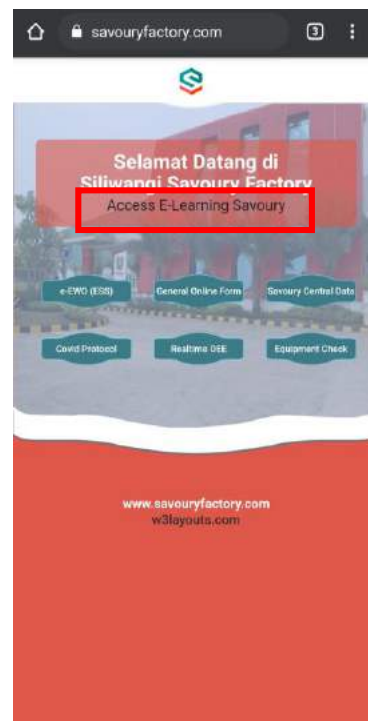 savouryfactory.com
3
Selamat Datang di
Siliwangi Savoury Factory
Access E-Learning Savoury
e-EWO (ESS)
General Online Form
Savoury Central Data
Covid Protocol
Realtime OEE
Equipment Check
www.savouryfactory.com
w3layouts.com